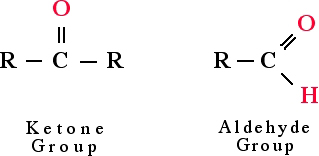 O
O
R — C — R
R — C
H
Ketone
Group
Aldehyde
Group